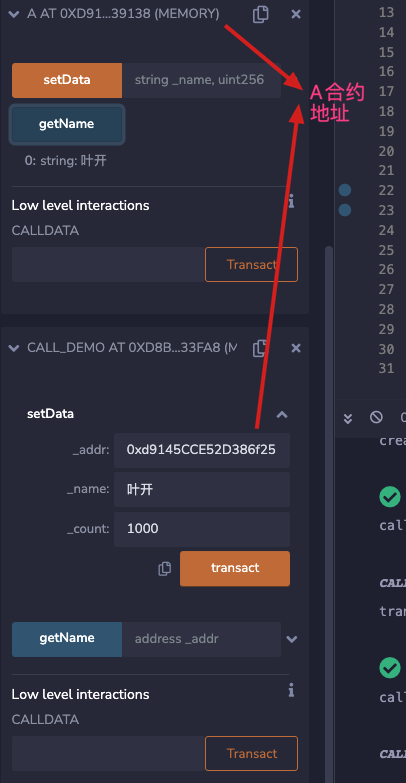 A AT 0XD91...39138 (MEMORY)
setData
string _name, uint256
getName
0: string: 叶开
Low level interactions
CALLDATA
Transact
A合约
地址
CALL_DEMO AT 0XD8B...33FA8 (M
setData
_addr:
0xd9145CCE52D386f25
_name:
叶开
_count:
1000
transact
getName
address _addr
Low level interactions
CALLDATA
Transact
13
14
15
16
17
18
19
20
21
22
23
24
25
26
27
28
29
30
31
crea
call
CALL
tran
call
CALL